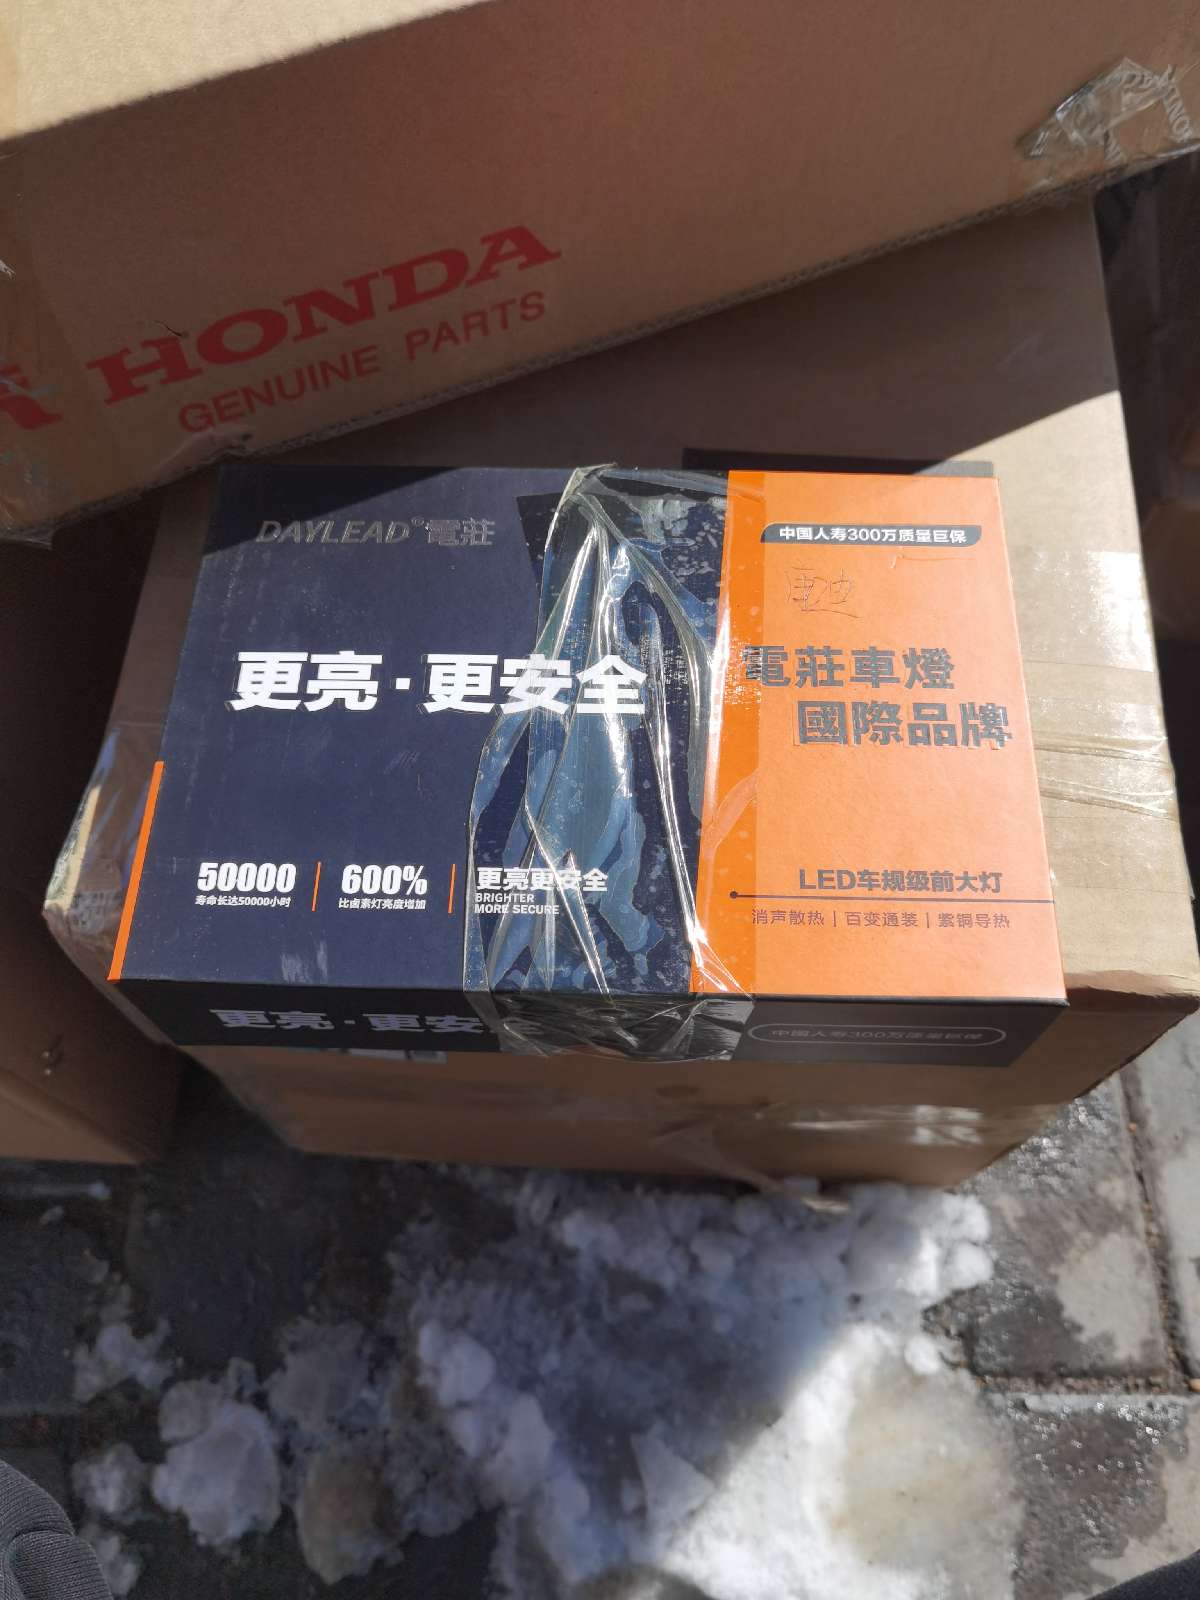 HONDA
GENUINE PARTS
DAYLEAD® 電莊
中国人寿300万质量巨保
更亮·更安全
電莊車燈
國際品牌
50000
寿命长达50000小时
600%
比卤素灯亮度增加
更亮更安全
BRIGHTER
MORE SECURE
LED车规级前大灯
消声散热 | 百变通装 | 紫铜导热
更亮·更安全
中国人寿300万质量巨保